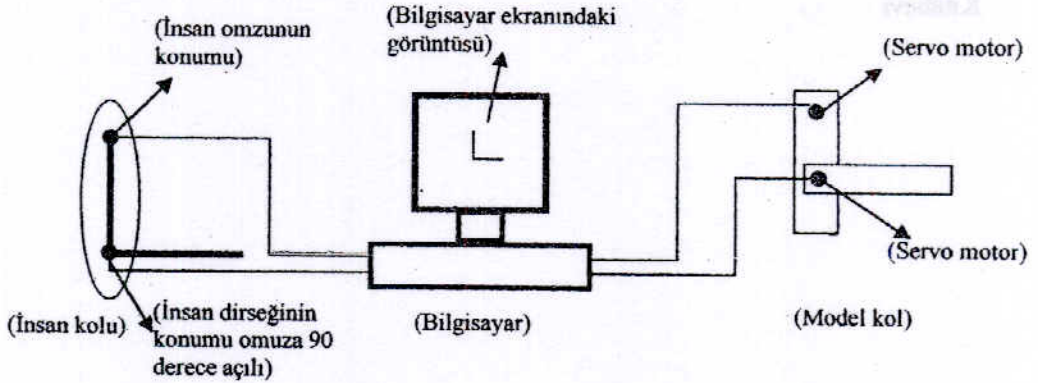 (İnsan omzunun
konumu)
(Bilgisayar ekranındaki
görüntüsü)
(Servo motor)
(Servo motor)
(İnsan kolu)
(İnsan dirseğinin
konumu omuza 90
derece açılı)
(Bilgisayar)
(Model kol)